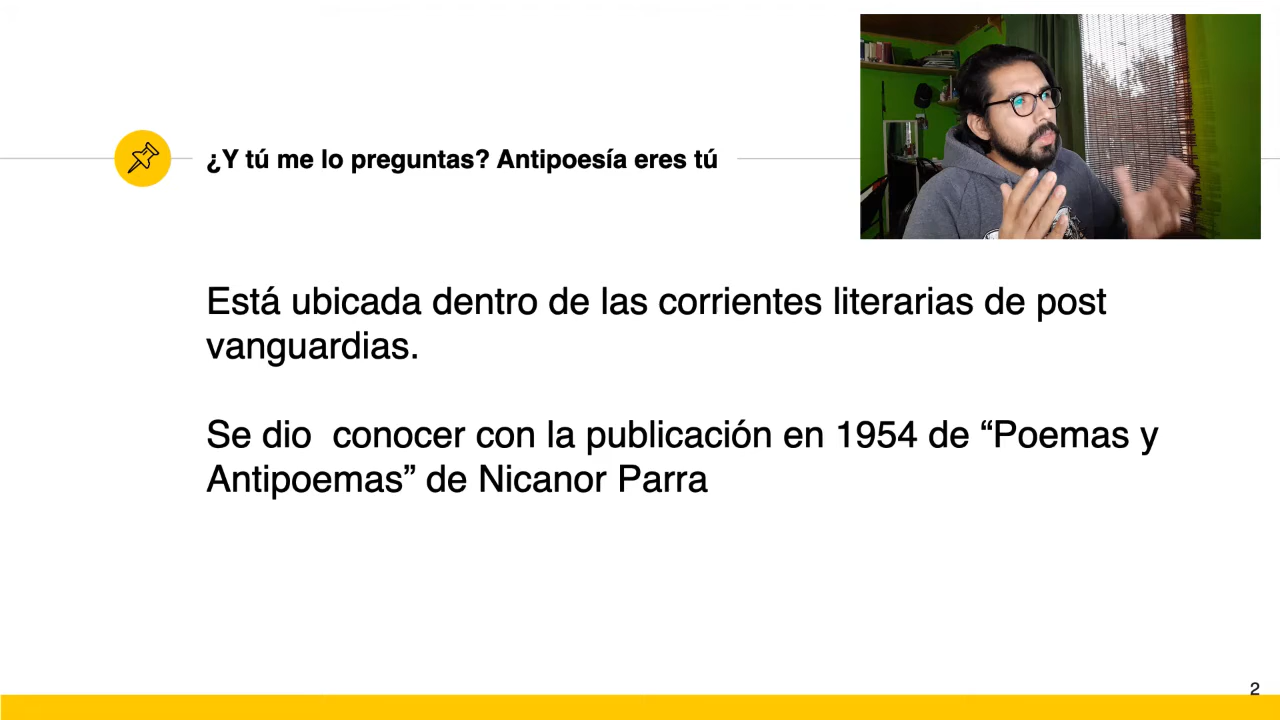 ¿Y tú me lo preguntas? Antipoesía eres tú
Está ubicada dentro de las corrientes literarias de post
vanguardias.
Se dio  conocer con la publicación en 1954 de “Poemas y
Antipoemas” de Nicanor Parra
2